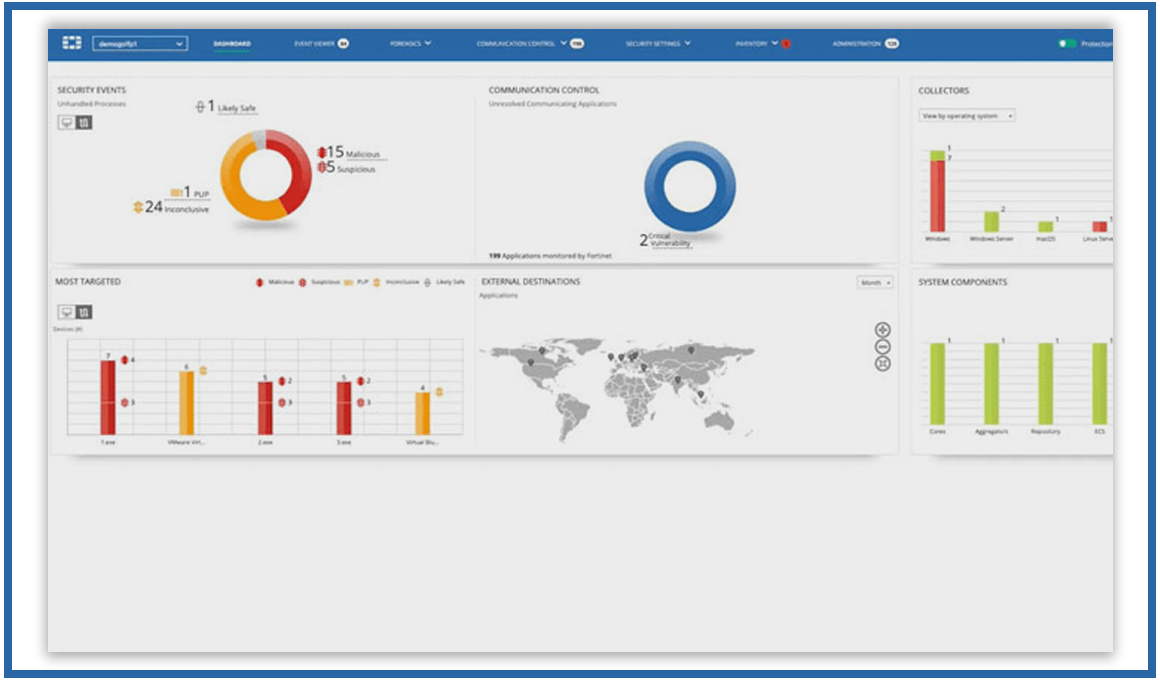 demogolfp1
DASHBOARD
EVENT VIEWER
FORENSICS
COMMUNICATION CONTROL
SECURITY SETTINGS
INVENTORY
ADMINISTRATION
Protection
SECURITY EVENTS
Unhandled Processes
1 Likely Safe
15 Malicious
5 Suspicious
1 PUP
24 Inconclusive
COMMUNICATION CONTROL
Unresolved Communicating Applications
2 Critical
Vulnerability
199 Applications monitored by Fortinet
COLLECTORS
View by operating system
1
7
2
1
1
Windows Windows Server macOS Linux Serve
MOST TARGETED
Malicious Suspicious PUP Inconclusive Likely Safe
Devices (#)
7 4
3
6
5 2
3
5 2
3
4
1.exe VMware Virt,... 2.exe 3.exe Virtual Blu...
EXTERNAL DESTINATIONS
Applications
Month
SYSTEM COMPONENTS
1 1 1 1
Cores Aggregators Repository ECS